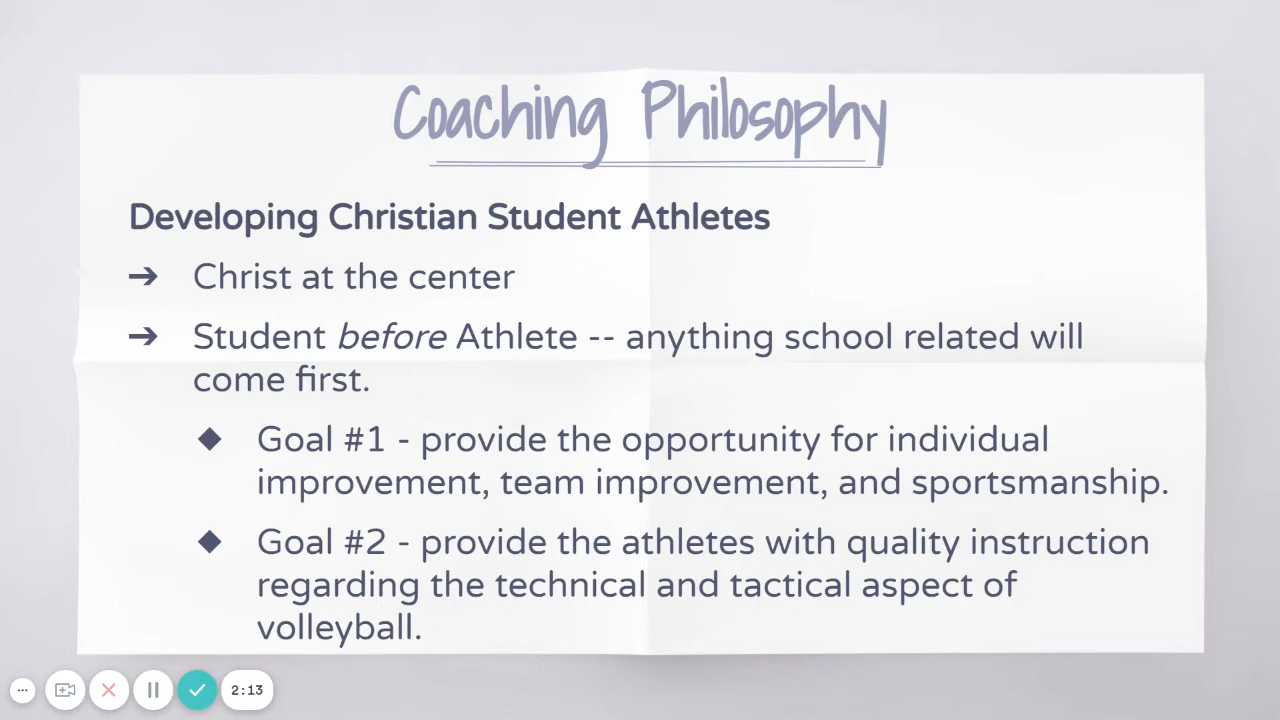 Coaching Philosophy
Developing Christian Student Athletes
➔ Christ at the center
➔ Student before Athlete -- anything school related will
come first.
◆ Goal #1 - provide the opportunity for individual
improvement, team improvement, and sportsmanship.
◆ Goal #2 - provide the athletes with quality instruction
regarding the technical and tactical aspect of
volleyball.
2:13